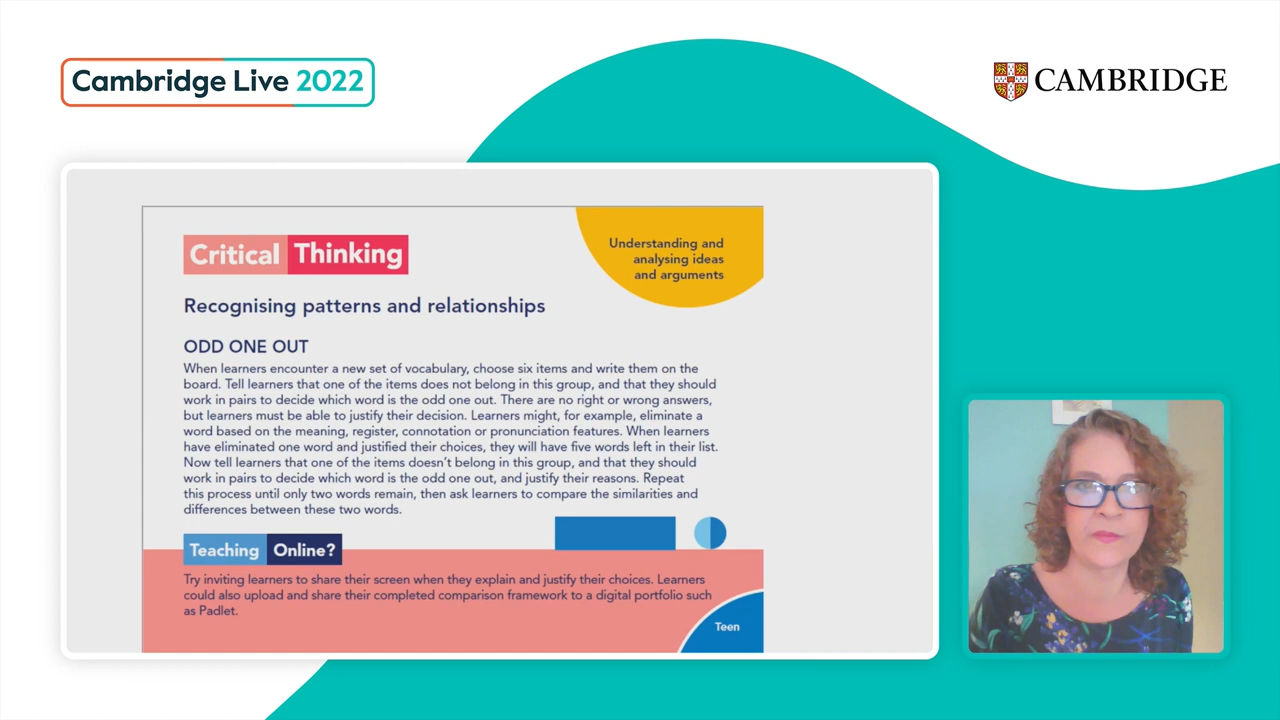 Cambridge Live 2022
CAMBRIDGE
Critical Thinking
Understanding and
analysing ideas
and arguments
Recognising patterns and relationships
ODD ONE OUT
When learners encounter a new set of vocabulary, choose six items and write them on the
board. Tell learners that one of the items does not belong in this group, and that they should
work in pairs to decide which word is the odd one out. There are no right or wrong answers,
but learners must be able to justify their decision. Learners might, for example, eliminate a
word based on the meaning, register, connotation or pronunciation features. When learners
have eliminated one word and justified their choices, they will have five words left in their list.
Now tell learners that one of the items doesn't belong in this group, and that they should
work in pairs to decide which word is the odd one out, and justify their reasons. Repeat
this process until only two words remain, then ask learners to compare the similarities and
differences between these two words.
Teaching Online?
Try inviting learners to share their screen when they explain and justify their choices. Learners
could also upload and share their completed comparison framework to a digital portfolio such
as Padlet.
Teen